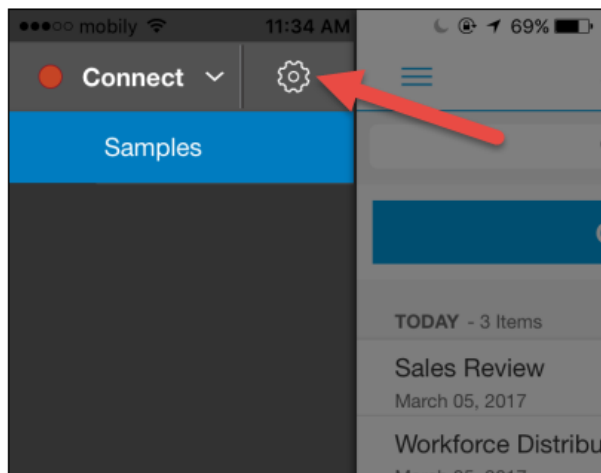 mobily 11:34 AM 69%
Connect
Samples
TODAY - 3 Items
Sales Review
March 05, 2017
Workforce Distribu